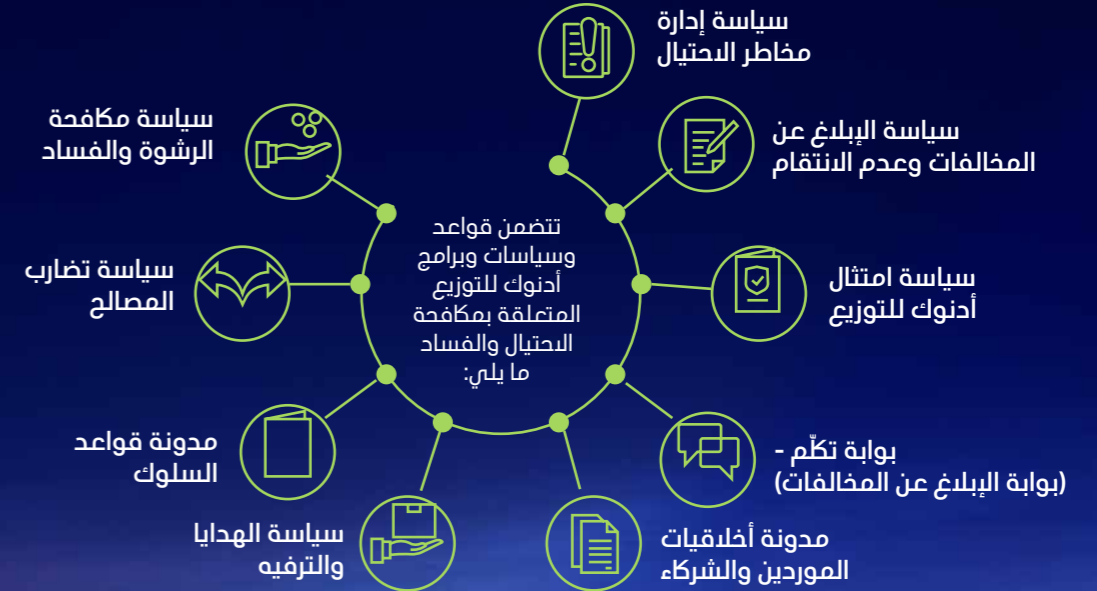 تتضمن قواعد
وسياسات وبرامج
أدنوك للتوزيع
المتعلقة بمكافحة
الاحتيال والفساد
ما يلي:
سياسة إدارة
مخاطر الاحتيال
سياسة الإبلاغ عن
المخالفات وعدم الانتقام
سياسة امتثال
أدنوك للتوزيع
بوابة تكلّم -
(بوابة الإبلاغ عن المخالفات)
مدونة أخلاقيات
الموردين والشركاء
سياسة الهدايا
والترفيه
مدونة قواعد
السلوك
سياسة تضارب
المصالح
سياسة مكافحة
الرشوة والفساد